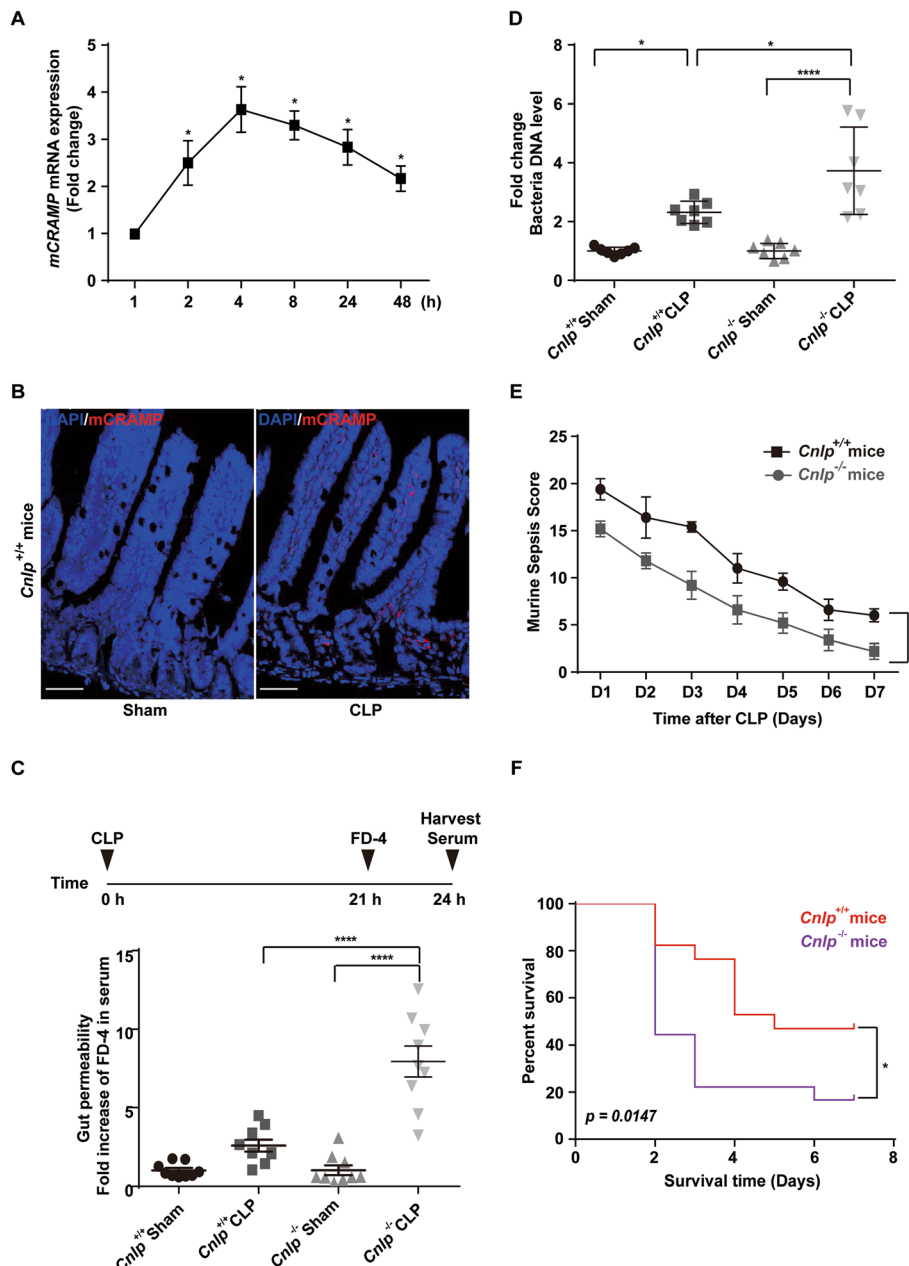 A
mCRAMP mRNA expression
(Fold change)
5
4
3
2
1
0
*
*
*
*
*
1 2 4 8 24 48 (h)
D
Fold change
Bacteria DNA level
8
6
4
2
0
* *
****
Cnlp+/+ Sham
Cnlp+/+ CLP
Cnlp-/- Sham
Cnlp-/- CLP
B
Cnlp+/+ mice
DAPI/mCRAMP
DAPI/mCRAMP
Sham
CLP
E
Murine Sepsis Score
25
20
15
10
5
0
Cnlp+/+ mice
Cnlp-/- mice
D1 D2 D3 D4 D5 D6 D7
Time after CLP (Days)
C
CLP
FD-4
Harvest
Serum
Time
0 h
21 h
24 h
Gut permeability
Fold increase of FD-4 in serum
15
10
5
0
****
****
Cnlp+/+ Sham
Cnlp+/+ CLP
Cnlp-/- Sham
Cnlp-/- CLP
F
Percent survival
100
80
60
40
20
0
Cnlp+/+ mice
Cnlp-/- mice
*
p = 0.0147
0 2 4 6 8
Survival time (Days)